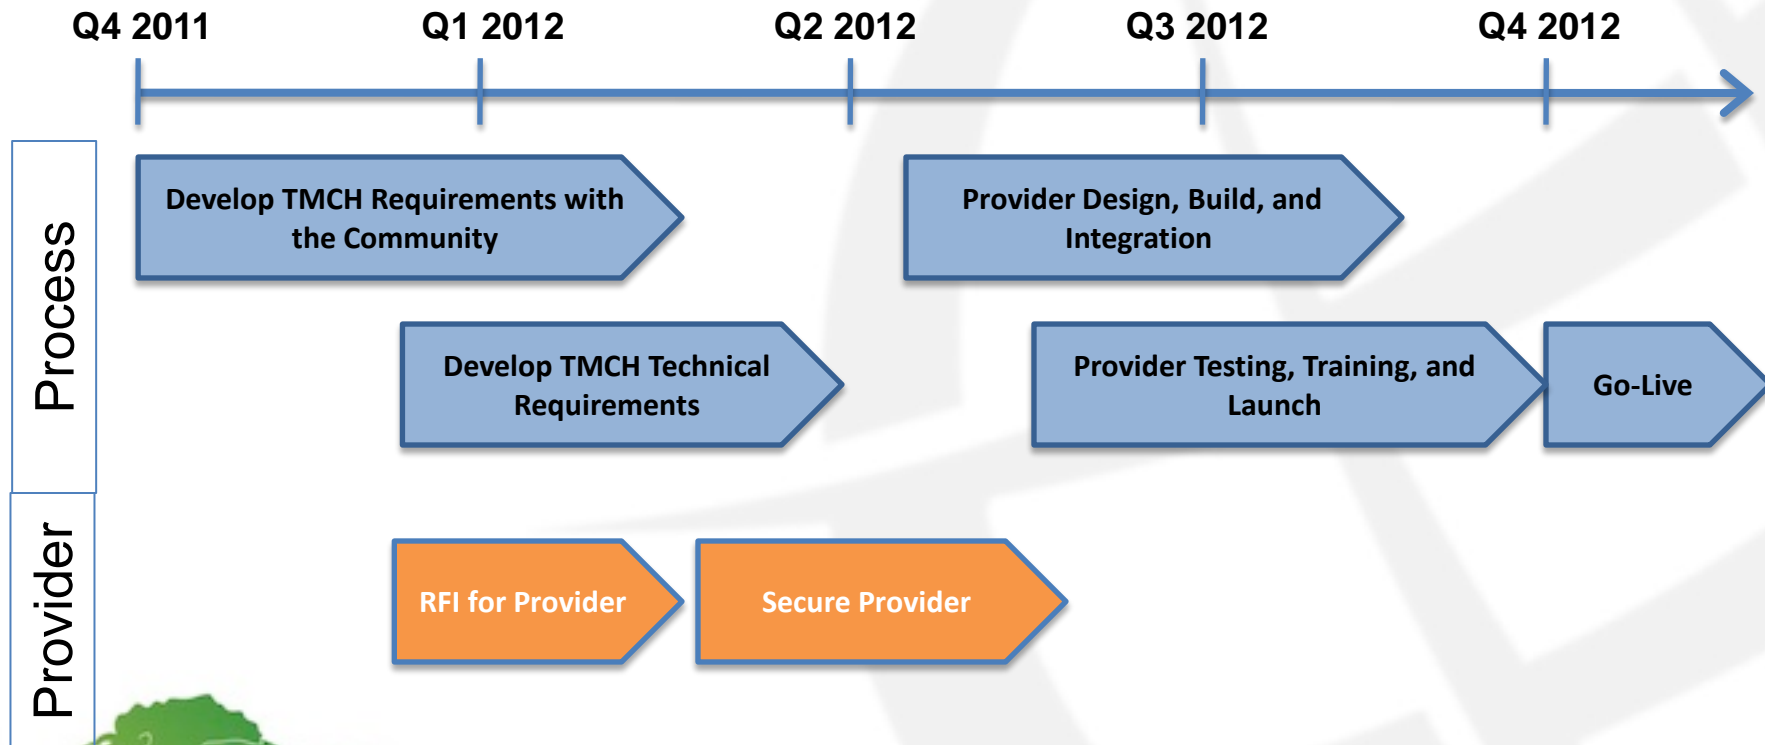 Q4 2011
Q1 2012
Q2 2012
Q3 2012
Q4 2012
Process
Develop TMCH Requirements with
the Community
Provider Design, Build, and
Integration
Develop TMCH Technical
Requirements
Provider Testing, Training, and
Launch
Go-Live
Provider
RFI for Provider
Secure Provider